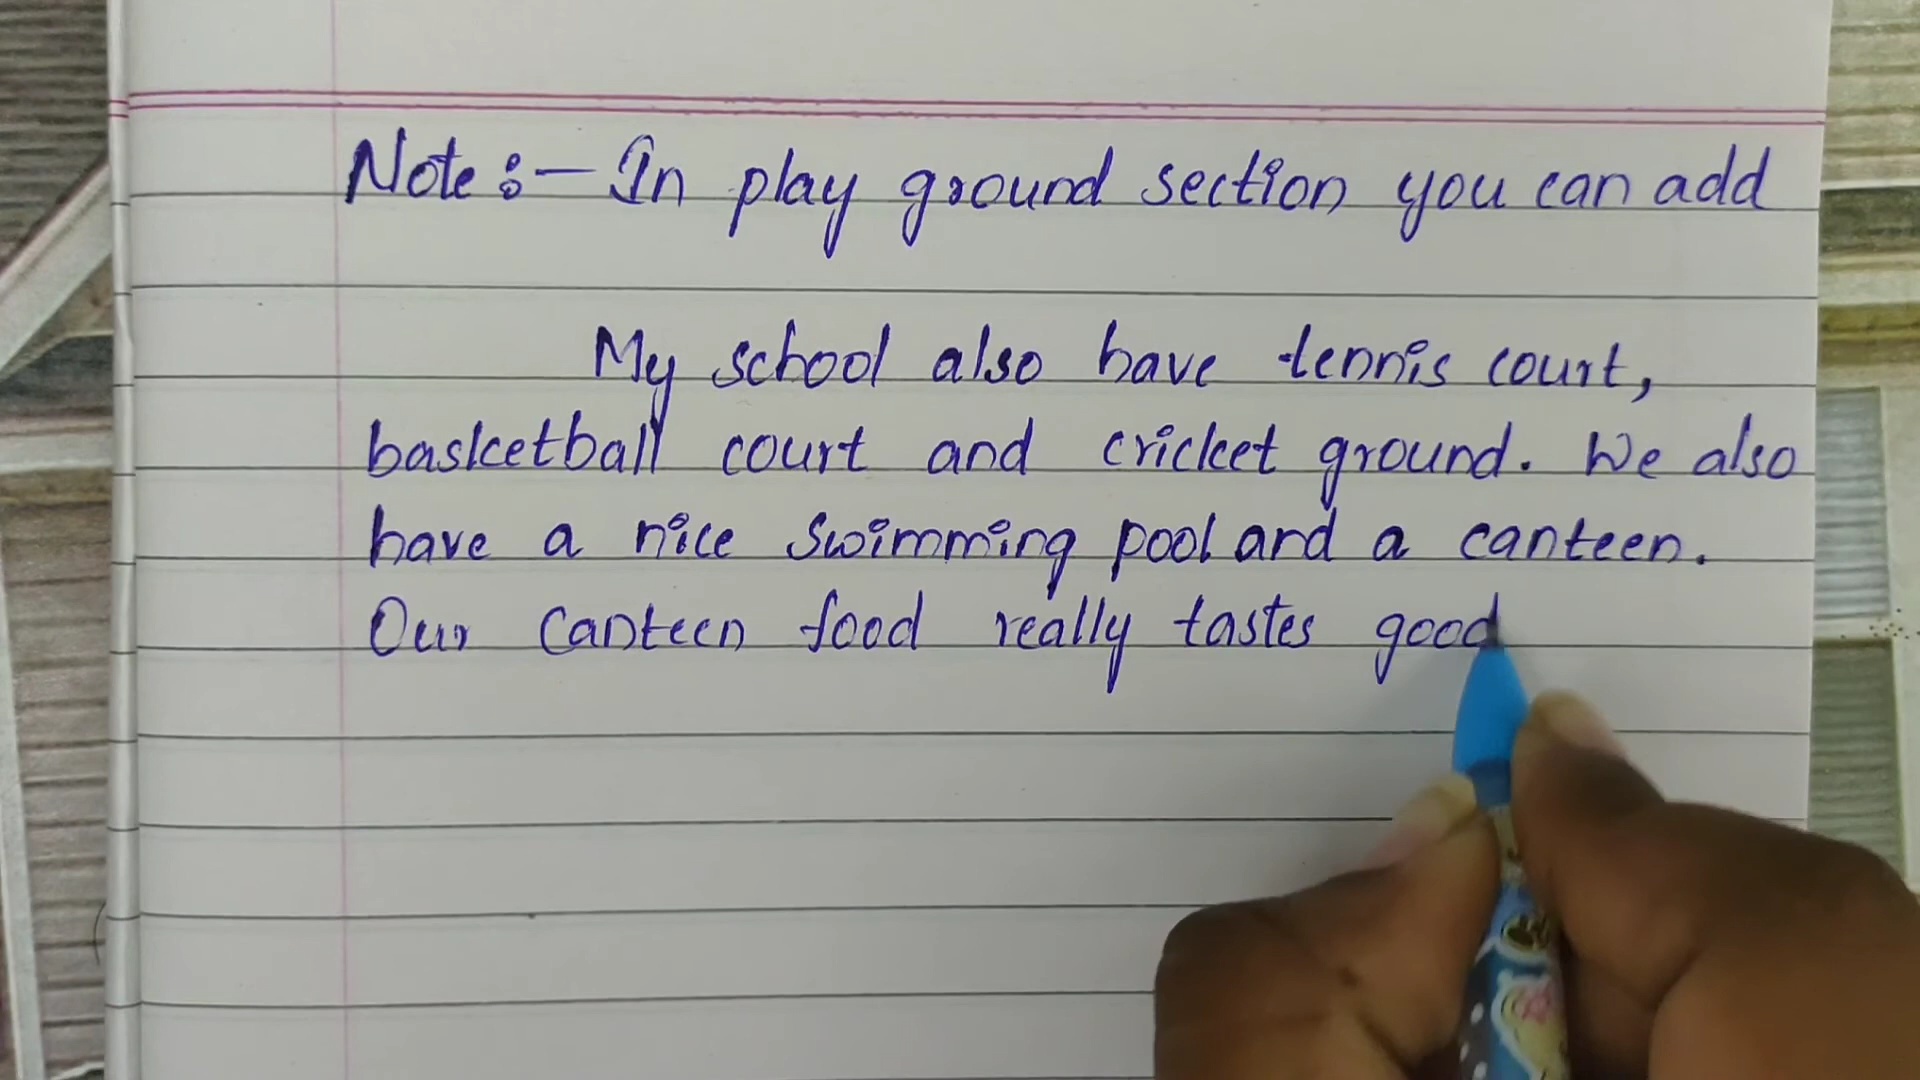 Note:- In play ground section you can add
My school also have tennis court,
basketball court and cricket ground. We also
have a nice swimming pool and a canteen.
Our canteen food really tastes good